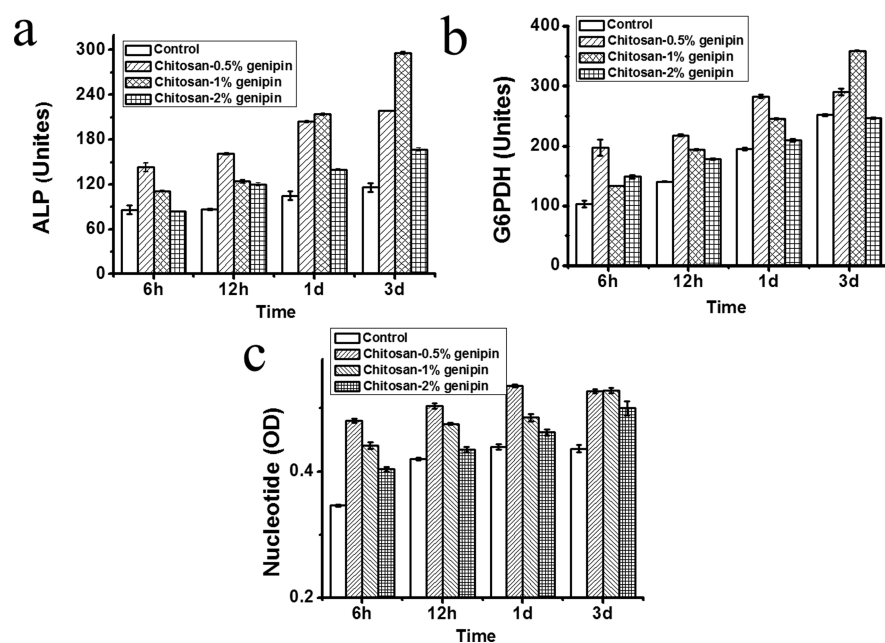 a
ALP (Unites)
300
240
180
120
60
0
Control
Chitosan-0.5% genipin
Chitosan-1% genipin
Chitosan-2% genipin
6h 12h 1d 3d
Time
b
G6PDH (Unites)
400
300
200
100
0
Control
Chitosan-0.5% genipin
Chitosan-1% genipin
Chitosan-2% genipin
6h 12h 1d 3d
Time
c
Nucleotide (OD)
0.4
0.2
Control
Chitosan-0.5% genipin
Chitosan-1% genipin
Chitosan-2% genipin
6h 12h 1d 3d
Time